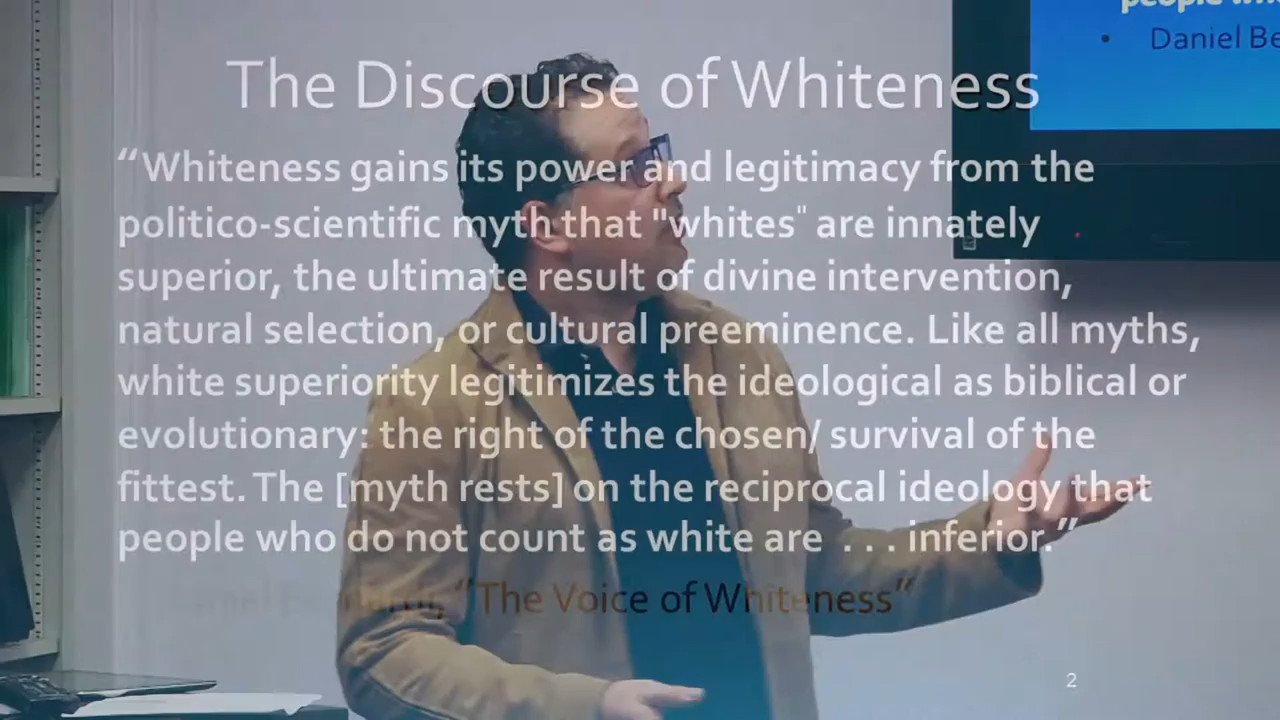 people
• Daniel Be
The Discourse of Whiteness
“Whiteness gains its power and legitimacy from the
politico-scientific myth that "whites" are innately
superior, the ultimate result of divine intervention,
natural selection, or cultural preeminence. Like all myths,
white superiority legitimizes the ideological as biblical or
evolutionary: the right of the chosen/ survival of the
fittest. The [myth rests] on the reciprocal ideology that
people who do not count as white are . . . inferior.”
“The Voice of Whiteness“
2